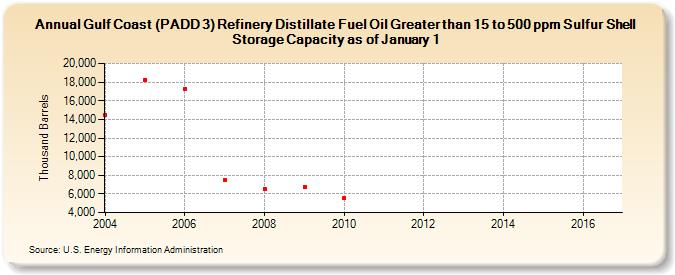 Annual Gulf Coast (PADD 3) Refinery Distillate Fuel Oil Greater than 15 to 500 ppm Sulfur Shell
Storage Capacity as of January 1
Thousand Barrels
20,000
18,000
16,000
14,000
12,000
10,000
8,000
6,000
4,000
2004 2006 2008 2010 2012 2014 2016
Source: U.S. Energy Information Administration